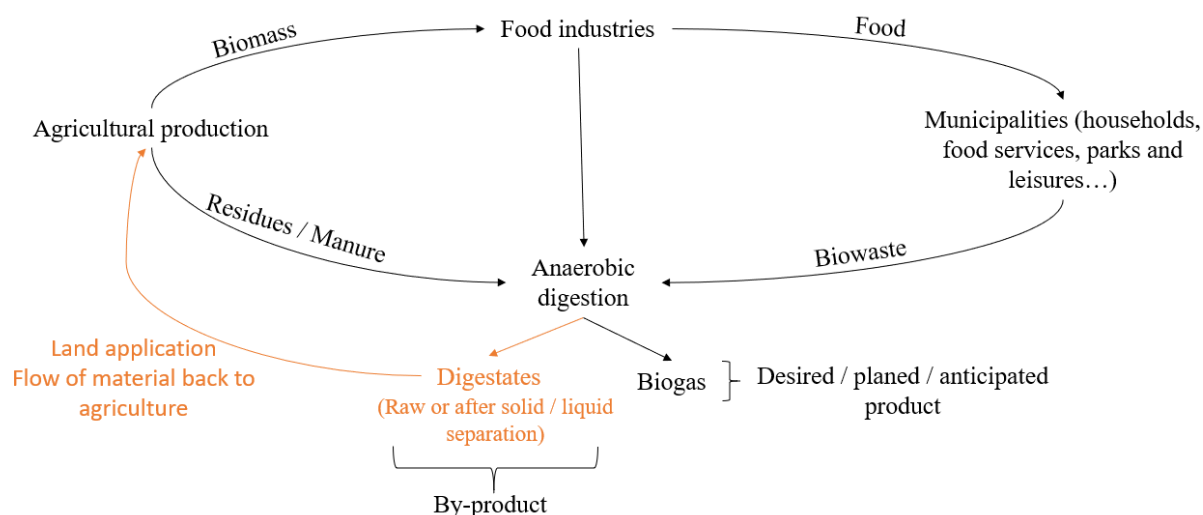 Biomass
Food industries
Food
Agricultural production
Municipalities (households,
food services, parks and
leisures…)
Residues / Manure
Biowaste
Anaerobic
digestion
Land application
Flow of material back to
agriculture
Digestates
(Raw or after solid / liquid
separation)
Biogas
Desired / planed / anticipated
product
By-product